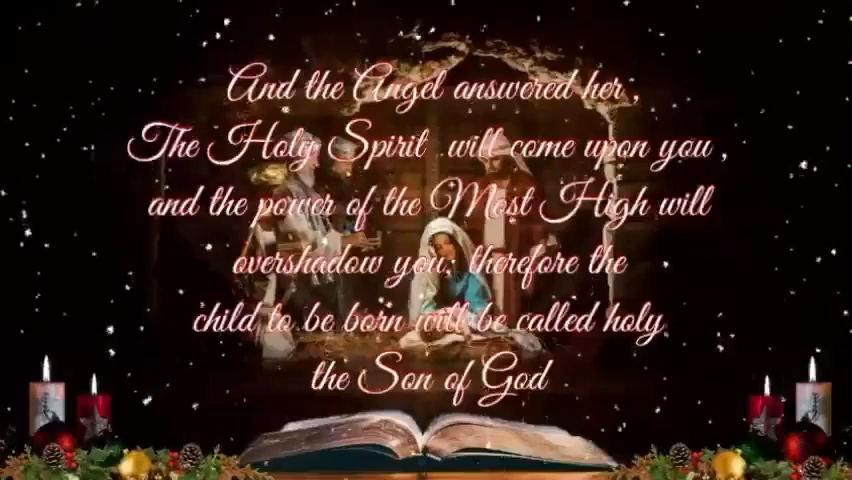 And the Angel answered her ,
The Holy Spirit will come upon you ,
and the power of the Most High will
overshadow you; therefore the
child to be born will be called holy
the Son of God